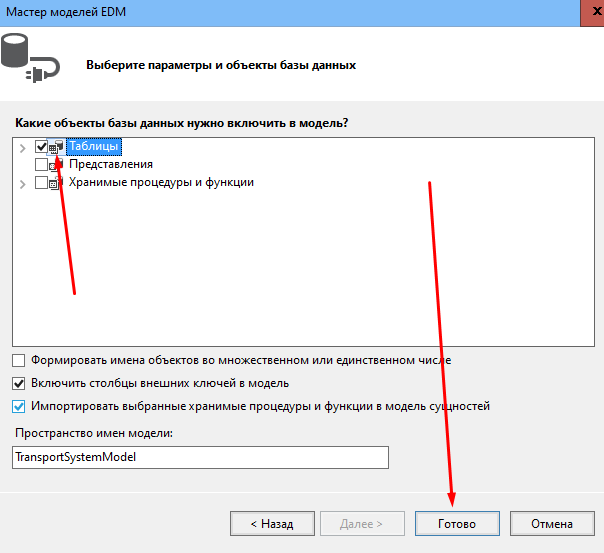 Мастер моделей EDM
Выберите параметры и объекты базы данных
Какие объекты базы данных нужно включить в модель?
Таблицы
Представления
Хранимые процедуры и функции
Формировать имена объектов во множественном или единственном числе
Включить столбцы внешних ключей в модель
Импортировать выбранные хранимые процедуры и функции в модель сущностей
Пространство имен модели:
TransportSystemModel
< Назад
Далее >
Готово
Отмена